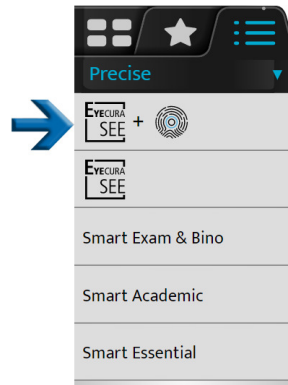 Precise
EYECURA
SEE +
EYECURA
SEE
Smart Exam & Bino
Smart Academic
Smart Essential